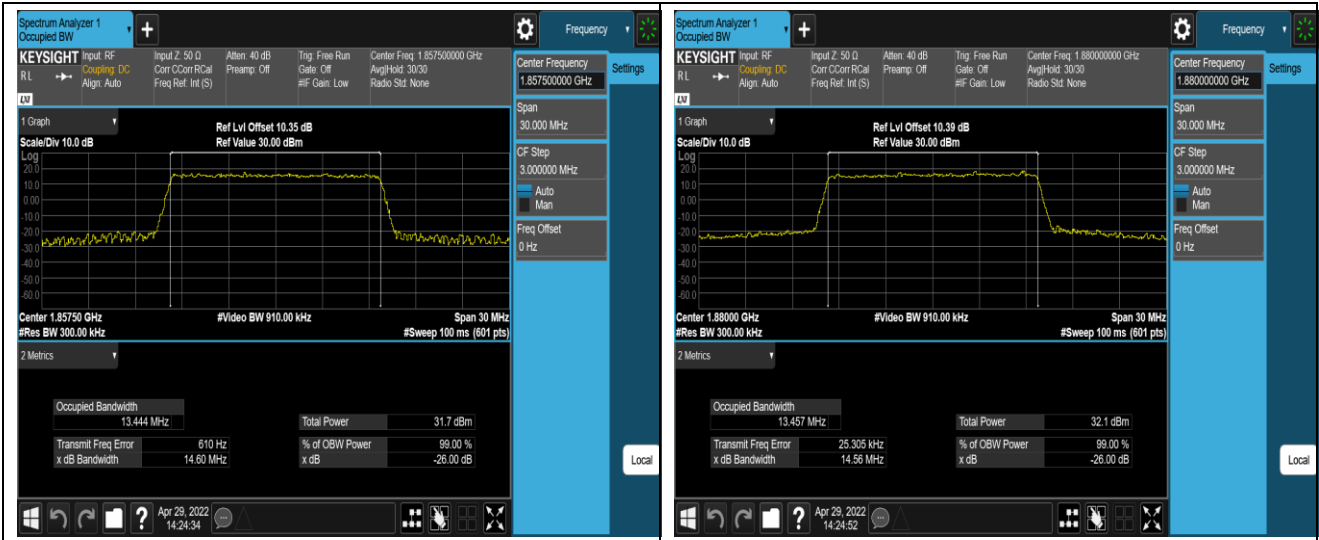 Spectrum Analyzer 1
Occupied BW
+
Frequency
KEYSIGHT
RL
LXI
Input: RF
Coupling: DC
Align: Auto
Input Z: 50 Ω
Corr CCorr RCal
Freq Ref: Int (S)
Atten: 40 dB
Preamp: Off
Trig: Free Run
Gate: Off
#IF Gain: Low
Center Freq: 1.857500000 GHz
Avg|Hold: 30/30
Radio Std: None
Center Frequency
1.857500000 GHz
Settings
Span
30.000 MHz
CF Step
3.000000 MHz
Auto
Man
Freq Offset
0 Hz
1 Graph
Scale/Div 10.0 dB
Ref Lvl Offset 10.35 dB
Ref Value 30.00 dBm
Log
20.0
10.0
0.00
-10.0
-20.0
-30.0
-40.0
-50.0
-60.0
Center 1.85750 GHz
#Video BW 910.00 kHz
Span 30 MHz
#Res BW 300.00 kHz
#Sweep 100 ms (601 pts)
2 Metrics
Occupied Bandwidth
13.444 MHz
Total Power 31.7 dBm
Transmit Freq Error 610 Hz
% of OBW Power 99.00 %
x dB Bandwidth 14.60 MHz
x dB -26.00 dB
Local
?
Apr 29, 2022
14:24:34
Spectrum Analyzer 1
Occupied BW
+
Frequency
KEYSIGHT
RL
LXI
Input: RF
Coupling: DC
Align: Auto
Input Z: 50 Ω
Corr CCorr RCal
Freq Ref: Int (S)
Atten: 40 dB
Preamp: Off
Trig: Free Run
Gate: Off
#IF Gain: Low
Center Freq: 1.880000000 GHz
Avg|Hold: 30/30
Radio Std: None
Center Frequency
1.880000000 GHz
Settings
Span
30.000 MHz
CF Step
3.000000 MHz
Auto
Man
Freq Offset
0 Hz
1 Graph
Scale/Div 10.0 dB
Ref Lvl Offset 10.39 dB
Ref Value 30.00 dBm
Log
20.0
10.0
0.00
-10.0
-20.0
-30.0
-40.0
-50.0
-60.0
Center 1.88000 GHz
#Video BW 910.00 kHz
Span 30 MHz
#Res BW 300.00 kHz
#Sweep 100 ms (601 pts)
2 Metrics
Occupied Bandwidth
13.457 MHz
Total Power 32.1 dBm
Transmit Freq Error 25.305 kHz
% of OBW Power 99.00 %
x dB Bandwidth 14.56 MHz
x dB -26.00 dB
Local
?
Apr 29, 2022
14:24:52